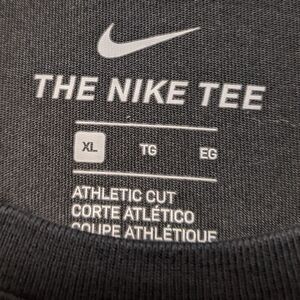 THE NIKE TEE
XL TG EG
ATHLETIC CUT
CORTE ATLÉTICO
COUPE ATHLÉTIQUE